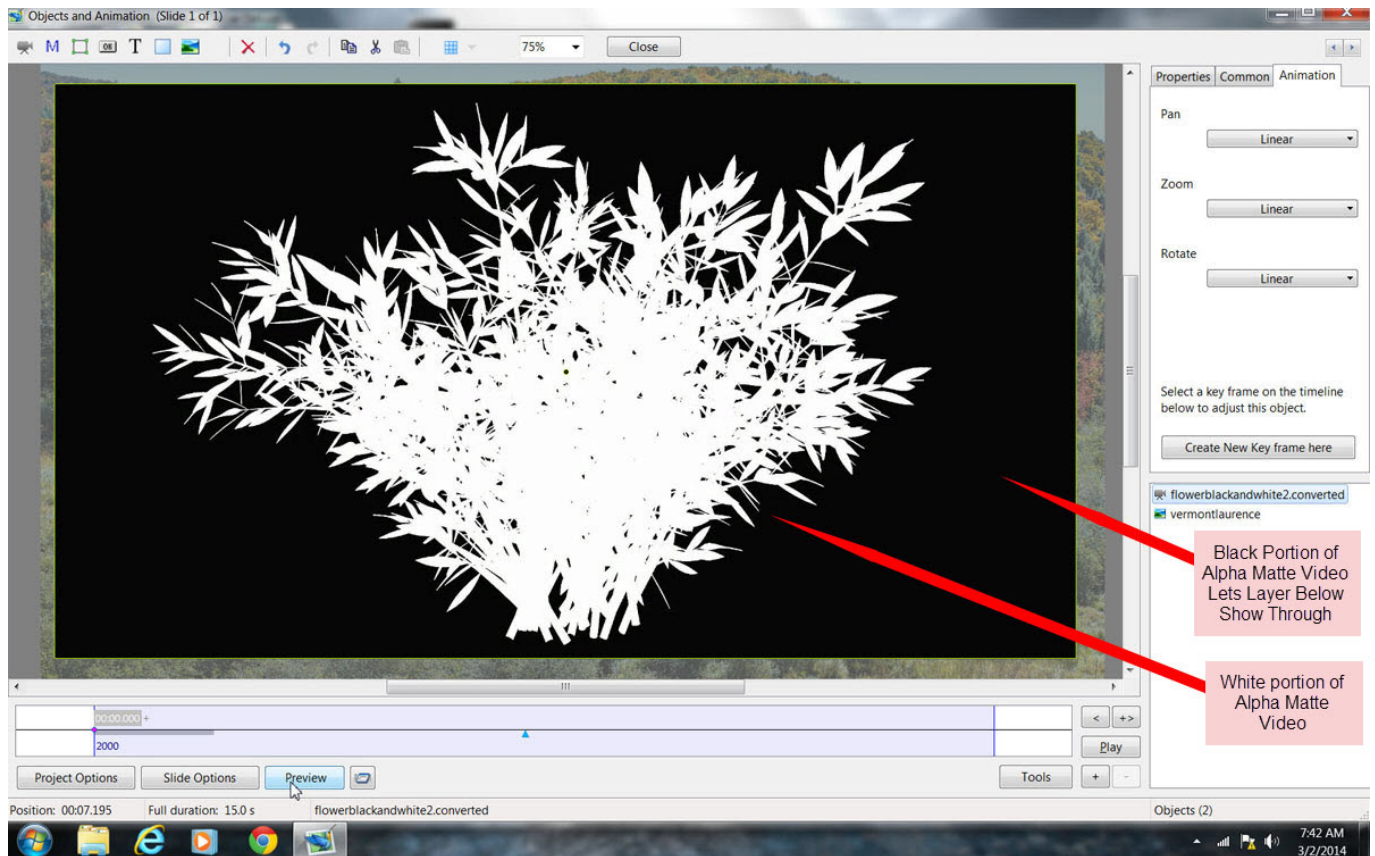 Objects and Animation (Slide 1 of 1)
M OB T 75% Close
Properties Common Animation
Pan
Linear
Zoom
Linear
Rotate
Linear
Select a key frame on the timeline
below to adjust this object.
Create New Key frame here
flowerblackandwhite2.converted
vermontlaurence
Black Portion of
Alpha Matte Video
Lets Layer Below
Show Through
White portion of
Alpha Matte
Video
00:00.000 +
2000
< +>
Play
Project Options Slide Options Preview Tools + -
Position: 00:07.195 Full duration: 15.0 s flowerblackandwhite2.converted Objects (2)
7:42 AM
3/2/2014